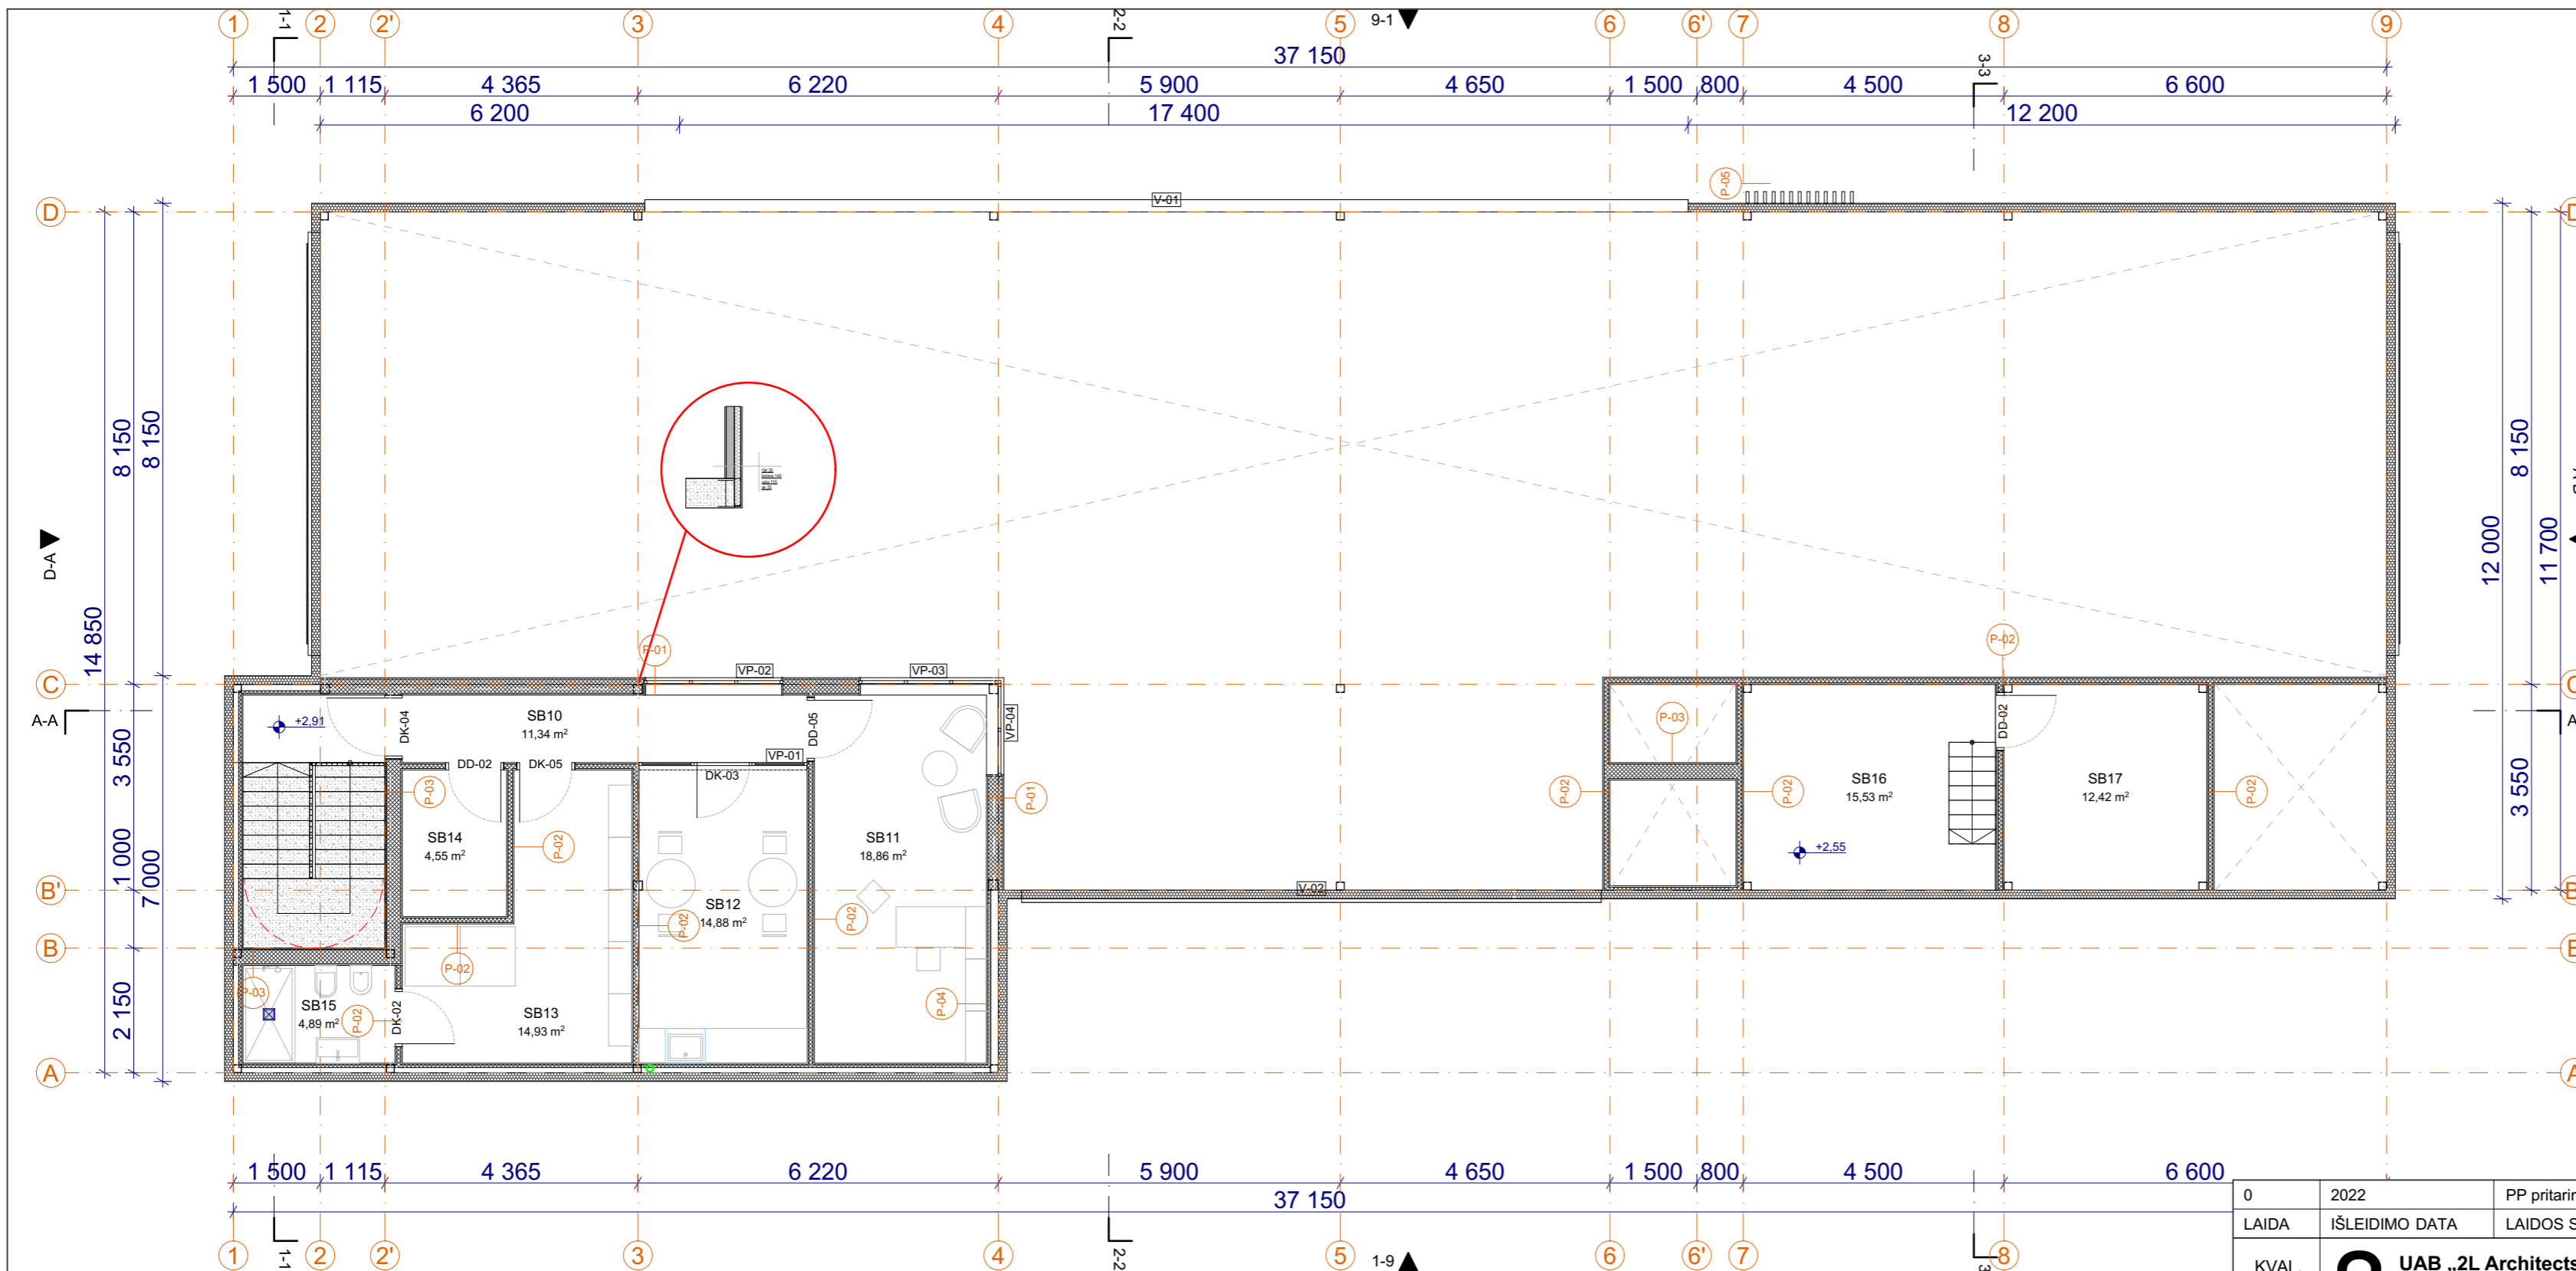 1 2 2' 3 4 5 6 6' 7 8 9
1-1 2-2 9-1 3-3
37 150
1 500 1 115 4 365 6 220 5 900 4 650 1 500 800 4 500 6 600
6 200 17 400 12 200
P-05
V-01
D
8 150 8 150 8 150
12 000 11 700
D-A
14 850
P-01 P-02
C VP-02 VP-03
A-A +2,91 DK-04 SB10 DD-05 VP-04 P-03 DD-02
11,34 m²
3 550 VP-01 3 550
DD-02 DK-05 DK-03
P-03 P-01 P-02 P-02 SB16 SB17 P-02
15,53 m² 12,42 m²
SB14 P-02 SB11
4,55 m² 18,86 m²
+2,55
1 000
7 000
B' V-02
SB12 P-02 P-02
14,88 m²
B
P-02
P-03 SB15 P-02 DK-02 SB13 P-04
4,89 m² 14,93 m²
2 150
A
1 500 1 115 4 365 6 220 5 900 4 650 1 500 800 4 500 6 600
37 150
1-1 2-2 1-9
1 2 2' 3 4 5 6 6' 7 8
0 2022
LAIDA IŠLEIDIMO DATA LAIDOS
KVAL.
UAB „2L Architects